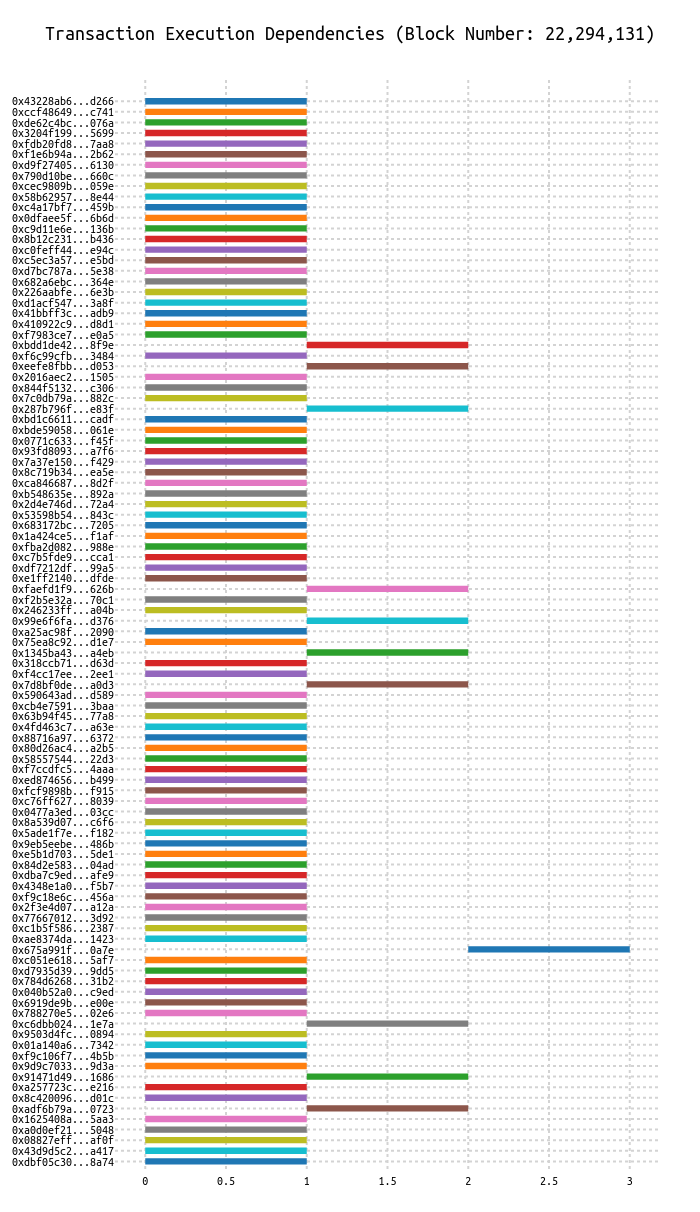 Transaction Execution Dependencies (Block Number: 22,294,131)
0x43228ab6...d266
0xccf48649...c741
0xde62c4bc...076a
0x3204f199...5699
0xfdb20fd8...7aa8
0xf1e6b94a...2b62
0xd9f27405...6130
0x790d10be...660c
0xcec9809b...059e
0x58b62957...8e44
0xc4a17bf7...459b
0x0dfaee5f...6b6d
0xc9d11e6e...136b
0x8b12c231...b436
0xc0feff44...e94c
0xc5ec3a57...e5bd
0xd7bc787a...5e38
0x682a6ebc...364e
0x226aabfe...6e3b
0xd1acf547...3a8f
0x41bbff3c...adb9
0x410922c9...d8d1
0xf7983ce7...e0a5
0xbdd1de42...8f9e
0xf6c99cfb...3484
0xeefe8fbb...d053
0x2016aec2...1505
0x844f5132...c306
0x7c0db79a...882c
0x287b796f...e83f
0xbd1c6611...cadf
0xbde59058...061e
0x0771c633...f45f
0x93fd8093...a7f6
0x7a37e150...f429
0x8c719b34...ea5e
0xca846687...8d2f
0xb548635e...892a
0x2d4e746d...72a4
0x53598b54...843c
0x683172bc...7205
0x1a424ce5...f1af
0xfba2d082...988e
0xc7b5fde9...cca1
0xdf7212df...99a5
0xe1ff2140...dfde
0xfaefd1f9...626b
0xf2b5e32a...70c1
0x246233ff...a04b
0x99e6f6fa...d376
0xa25ac98f...2090
0x75ea8c92...d1e7
0x1345ba43...a4eb
0x318ccb71...d63d
0xf4cc17ee...2ee1
0x7d8bf0de...a0d3
0x590643ad...d589
0xcb4e7591...3baa
0x63b94f45...77a8
0x4fd463c7...a63e
0x88716a97...6372
0x80d26ac4...a2b5
0x58557544...22d3
0xf7ccdfc5...4aaa
0xed874656...b499
0xfcf9898b...f915
0xc76ff627...8039
0x0477a3ed...03cc
0x8a539d07...c6f6
0x5ade1f7e...f182
0x9eb5eebe...486b
0xe5b1d703...5de1
0x84d2e583...04ad
0xdba7c9ed...afe9
0x4348e1a0...f5b7
0xf9c18e6c...456a
0x2f3e4d07...a12a
0x77667012...3d92
0xc1b5f586...2387
0xae8374da...1423
0x675a991f...0a7e
0xc051e618...5af7
0xd7935d39...9dd5
0x784d6268...31b2
0x040b52a0...c9ed
0x6919de9b...e00e
0x788270e5...02e6
0xc6dbb024...1e7a
0x9503d4fc...0894
0x01a140a6...7342
0xf9c106f7...4b5b
0x9d9c7033...9d3a
0x91471d49...1686
0xa257723c...e216
0x8c420096...d01c
0xadf6b79a...0723
0x1625408a...5aa3
0xa0d0ef21...5048
0x08827eff...af0f
0x43d9d5c2...a417
0xdbf05c30...8a74
0 0.5 1 1.5 2 2.5 3